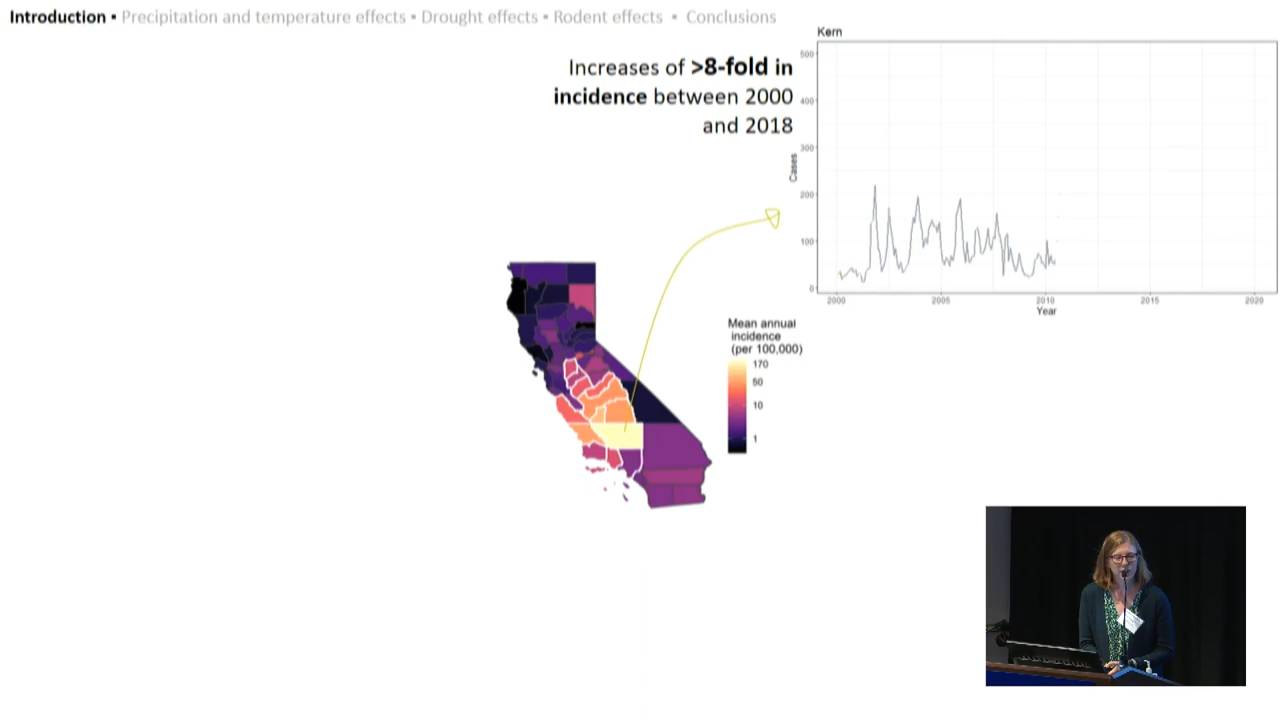 Introduction • Precipitation and temperature effects • Drought effects • Rodent effects • Conclusions
Increases of >8-fold in
incidence between 2000
and 2018
Kern
500
400
300
200
100
0
Cases
2000 2005 2010 2015 2020
Year
Mean annual
incidence
(per 100,000)
170
50
10
1